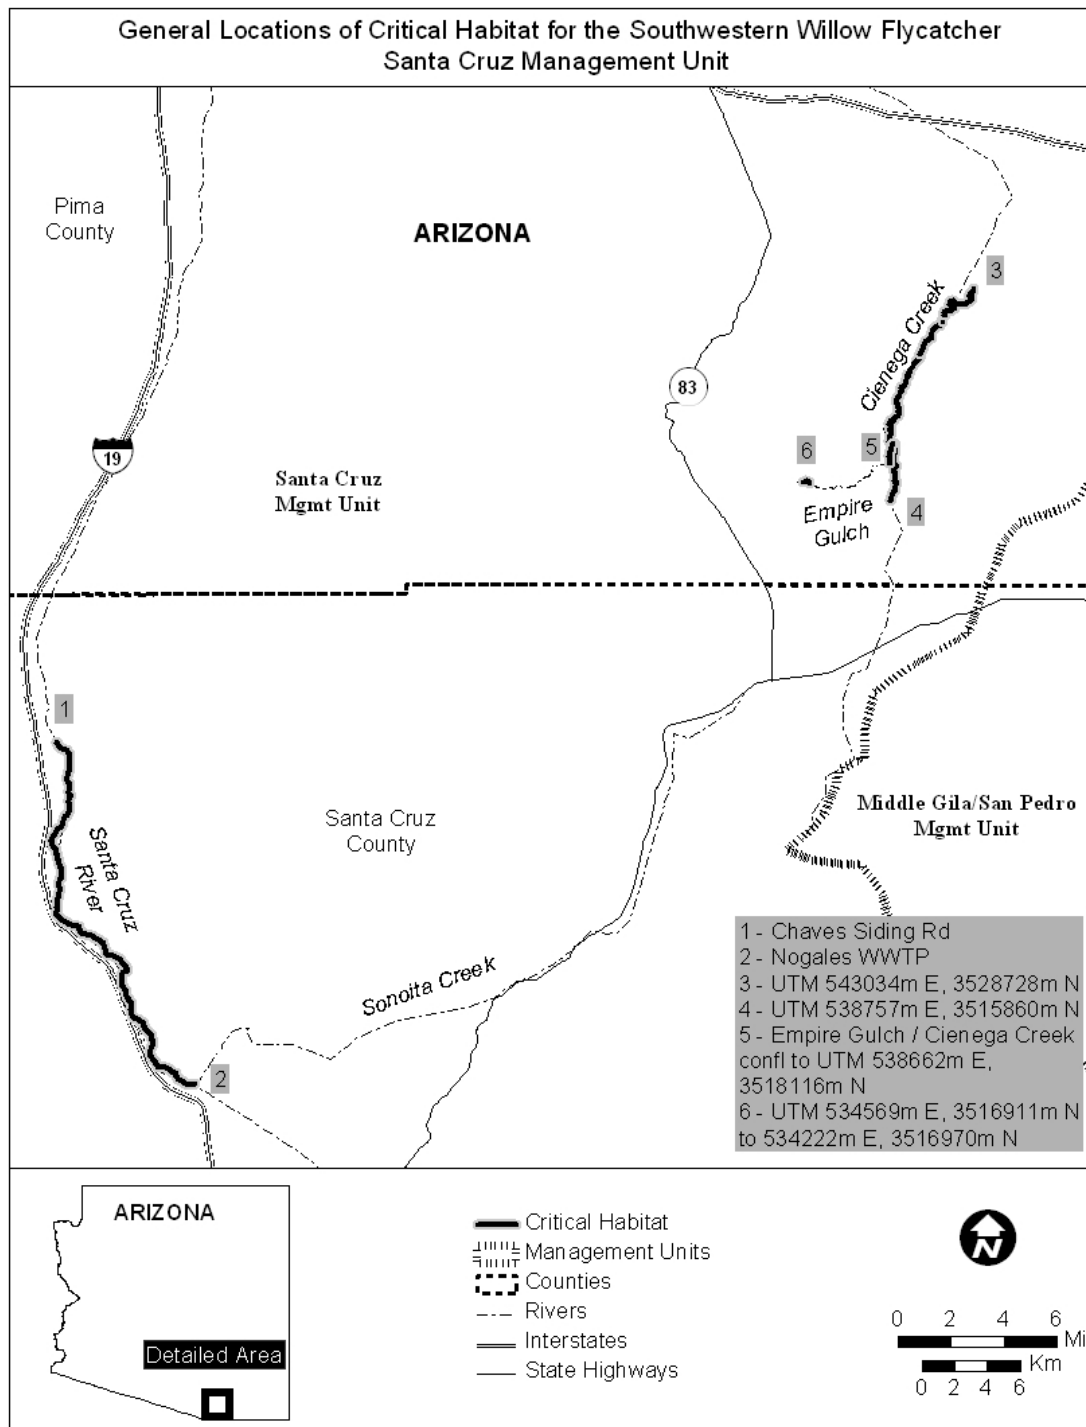 General Locations of Critical Habitat for the Southwestern Willow Flycatcher
Santa Cruz Management Unit
Pima
County
ARIZONA
3
Cienega Creek
83
19
6
5
Santa Cruz
Mgmt Unit
Empire
Gulch
4
1
Santa Cruz
River
Santa Cruz
County
Middle Gila/San Pedro
Mgmt Unit
Sonoita Creek
2
1 - Chaves Siding Rd
2 - Nogales WWTP
3 - UTM 543034m E, 3528728m N
4 - UTM 538757m E, 3515860m N
5 - Empire Gulch / Cienega Creek
confl to UTM 538662m E,
3518116m N
6 - UTM 534569m E, 3516911m N
to 534222m E, 3516970m N
ARIZONA
Detailed Area
Critical Habitat
Management Units
Counties
Rivers
Interstates
State Highways
N
0 2 4 6
Mi
Km
0 2 4 6